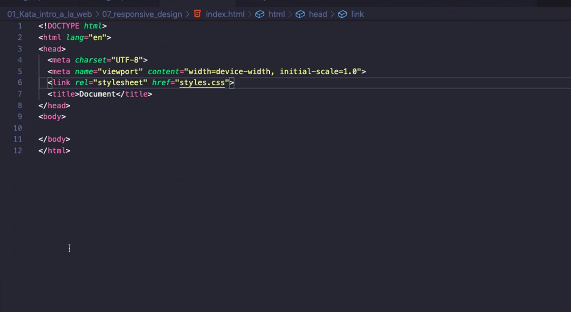 01_Kata_intro_a_la_web > 07_responsive_design > index.html > html > head > link
1 <!DOCTYPE html>
2 <html lang="en">
3 <head>
4 <meta charset="UTF-8">
5 <meta name="viewport" content="width=device-width, initial-scale=1.0">
6 <link rel="stylesheet" href="styles.css">
7 <title>Document</title>
8 </head>
9 <body>
10
11 </body>
12 </html>